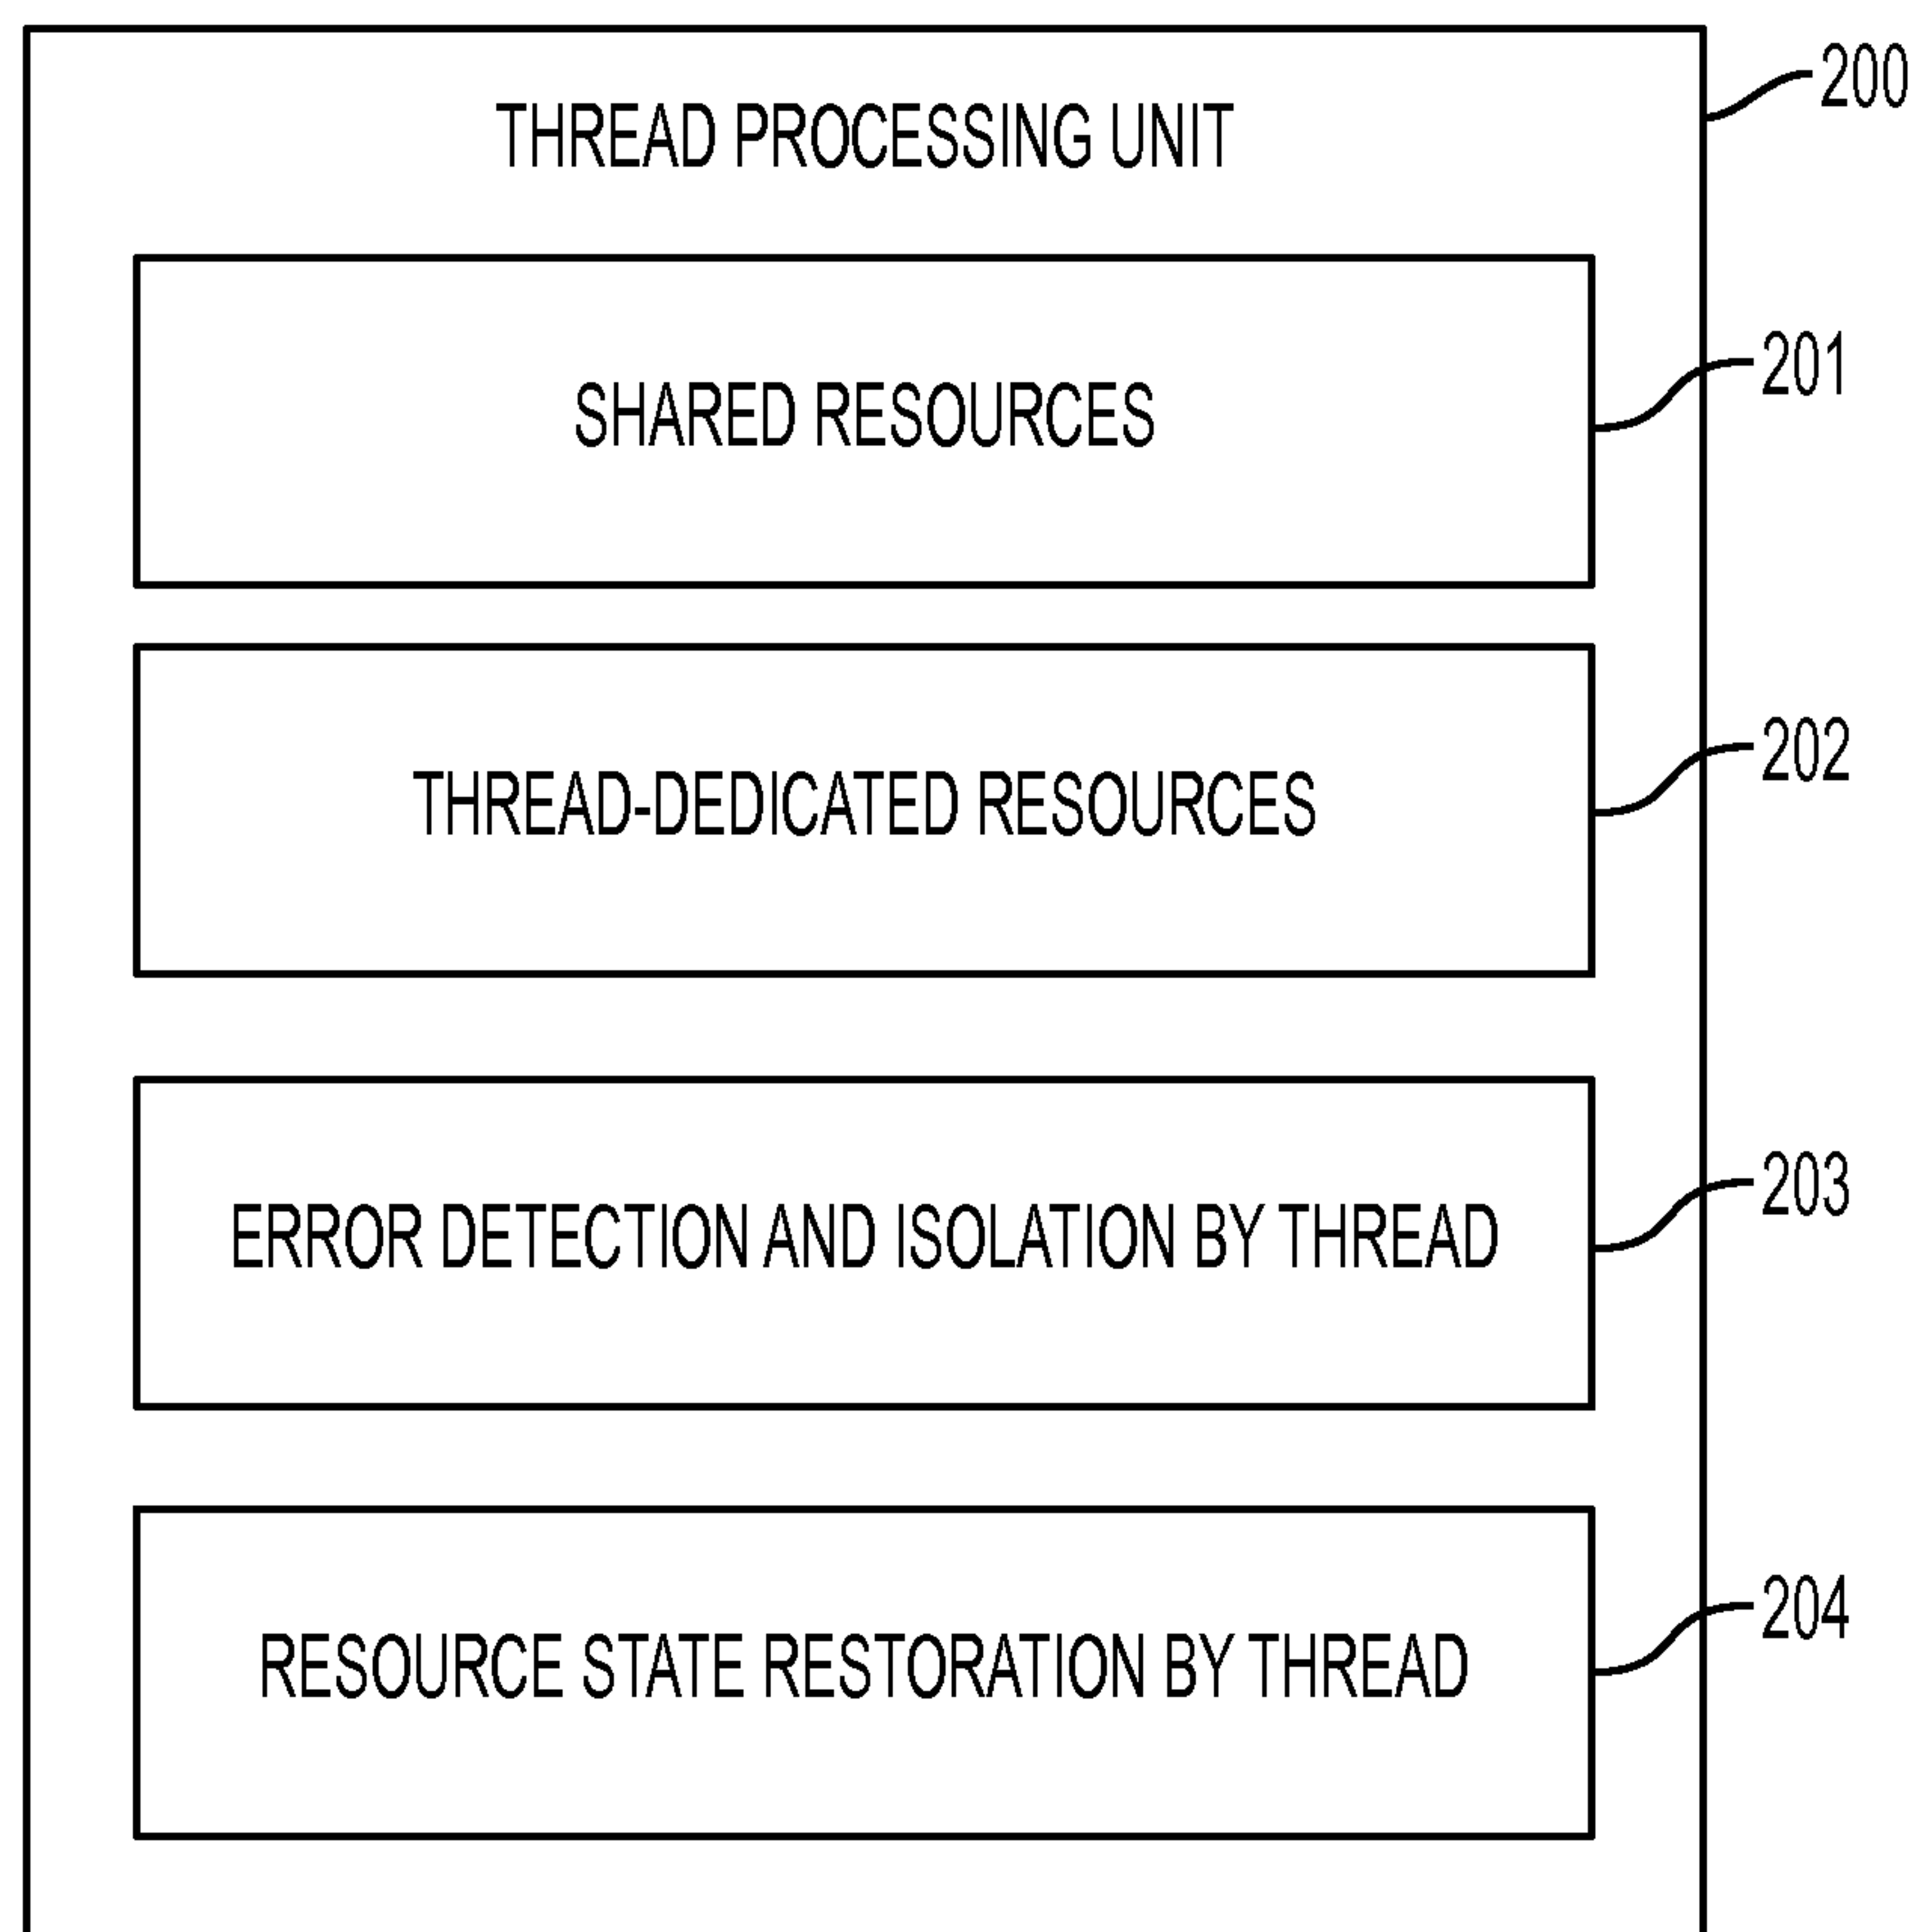 200
THREAD PROCESSING UNIT
201
SHARED RESOURCES
202
THREAD-DEDICATED RESOURCES
203
ERROR DETECTION AND ISOLATION BY THREAD
204
RESOURCE STATE RESTORATION BY THREAD